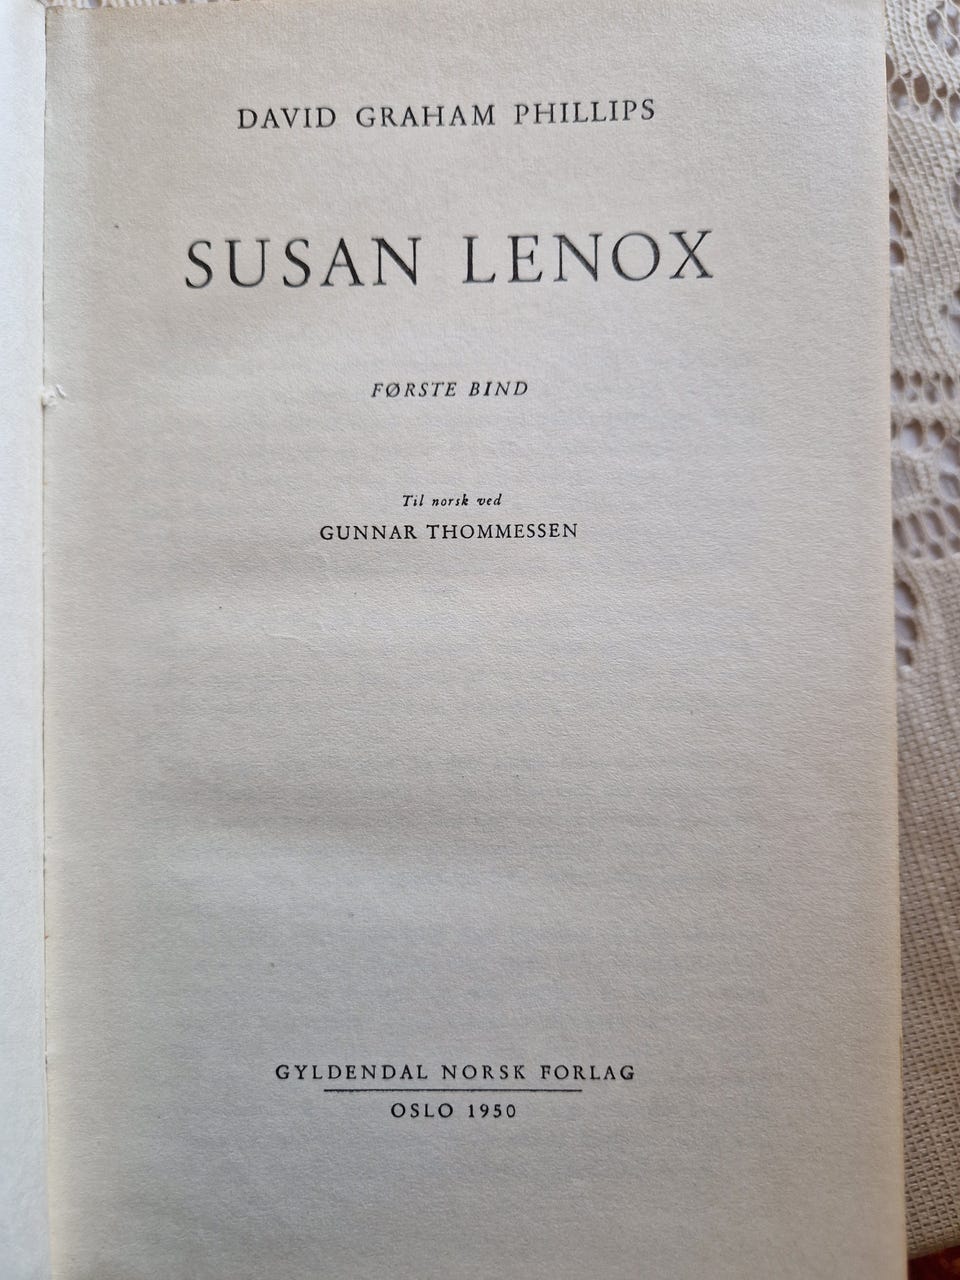 DAVID GRAHAM PHILLIPS
SUSAN LENOX
FØRSTE BIND
Til norsk ved
GUNNAR THOMMESSEN
GYLDENDAL NORSK FORLAG
OSLO 1950